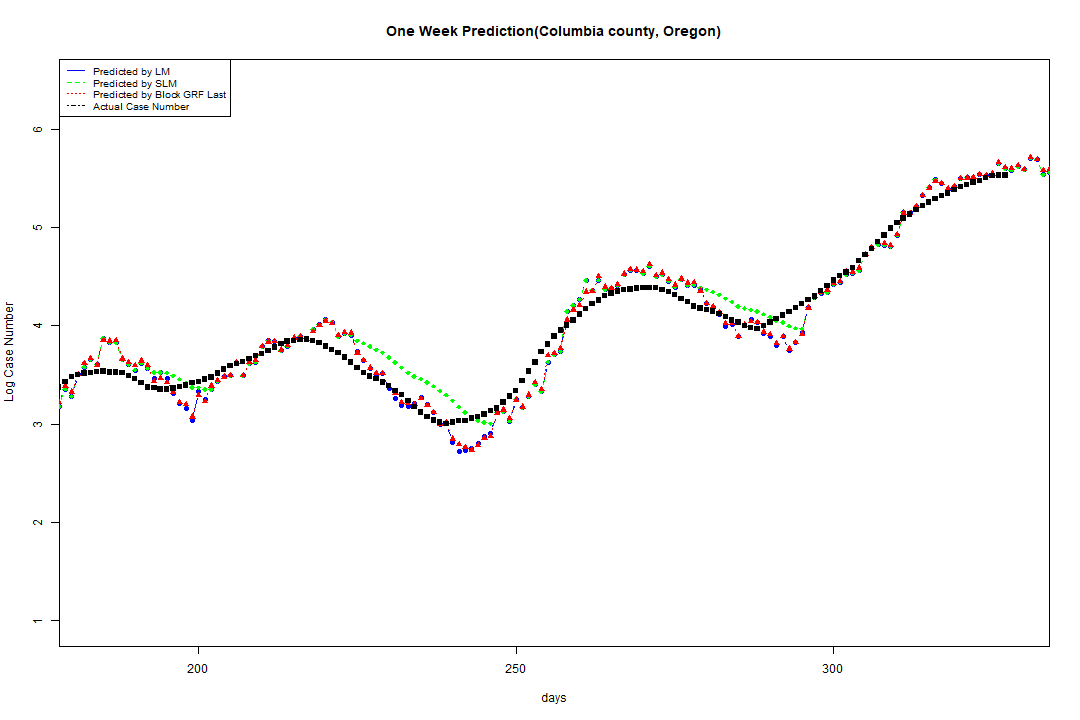 One Week Prediction(Columbia county, Oregon)
Predicted by LM
Predicted by SLM
Predicted by Block GRF Last
Actual Case Number
6
5
4
3
2
1
Log Case Number
200
250
300
days